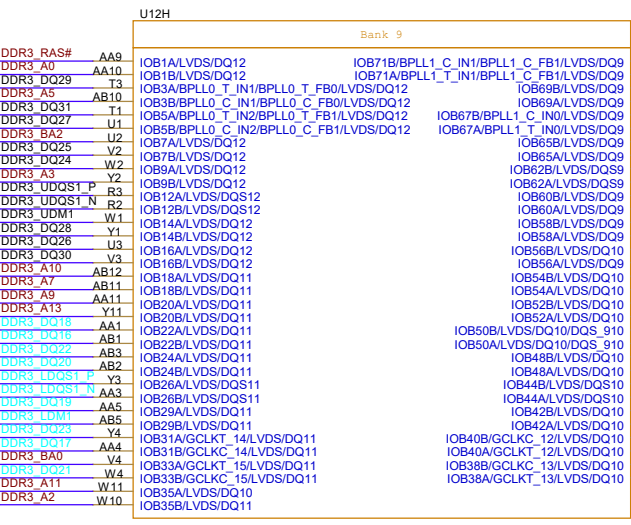 U12H
Bank 9
DDR3_RAS# AA9 IOB1A/LVDS/DQ12 IOB71B/BPLL1_C_IN1/BPLL1_C_FB1/LVDS/DQ9
DDR3_A0 AA10 IOB1B/LVDS/DQ12 IOB71A/BPLL1_T_IN1/BPLL1_C_FB1/LVDS/DQ9
DDR3_DQ29 T3 IOB3A/BPLL0_T_IN1/BPLL0_T_FB0/LVDS/DQ12 IOB69B/LVDS/DQ9
DDR3_A5 AB10 IOB3B/BPLL0_C_IN1/BPLL0_C_FB0/LVDS/DQ12 IOB69A/LVDS/DQ9
DDR3_DQ31 T1 IOB5A/BPLL0_T_IN2/BPLL0_T_FB1/LVDS/DQ12 IOB67B/BPLL1_C_IN0/LVDS/DQ9
DDR3_DQ27 U1 IOB5B/BPLL0_C_IN2/BPLL0_C_FB1/LVDS/DQ12 IOB67A/BPLL1_T_IN0/LVDS/DQ9
DDR3_BA2 U2 IOB7A/LVDS/DQ12 IOB65B/LVDS/DQ9
DDR3_DQ25 V2 IOB7B/LVDS/DQ12 IOB65A/LVDS/DQ9
DDR3_DQ24 W2 IOB9A/LVDS/DQ12 IOB62B/LVDS/DQS9
DDR3_A3 Y2 IOB9B/LVDS/DQ12 IOB62A/LVDS/DQS9
DDR3_UDQS1_P R3 IOB12A/LVDS/DQS12 IOB60B/LVDS/DQ9
DDR3_UDQS1_N R2 IOB12B/LVDS/DQS12 IOB60A/LVDS/DQ9
DDR3_UDM1 W1 IOB14A/LVDS/DQ12 IOB58B/LVDS/DQ9
DDR3_DQ28 Y1 IOB14B/LVDS/DQ12 IOB58A/LVDS/DQ9
DDR3_DQ26 U3 IOB16A/LVDS/DQ12 IOB56B/LVDS/DQ10
DDR3_DQ30 V3 IOB16B/LVDS/DQ12 IOB56A/LVDS/DQ9
DDR3_A10 AB12 IOB18A/LVDS/DQ11 IOB54B/LVDS/DQ10
DDR3_A7 AB11 IOB18B/LVDS/DQ11 IOB54A/LVDS/DQ10
DDR3_A9 AA11 IOB20A/LVDS/DQ11 IOB52B/LVDS/DQ10
DDR3_A13 Y11 IOB20B/LVDS/DQ11 IOB52A/LVDS/DQ10
DDR3_DQ18 AA1 IOB22A/LVDS/DQ11 IOB50B/LVDS/DQ10/DQS_910
DDR3_DQ16 AB1 IOB22B/LVDS/DQ11 IOB50A/LVDS/DQ10/DQS_910
DDR3_DQ22 AB3 IOB24A/LVDS/DQ11 IOB48B/LVDS/DQ10
DDR3_DQ20 AB2 IOB24B/LVDS/DQ11 IOB48A/LVDS/DQ10
DDR3_LDQS1_P Y3 IOB26A/LVDS/DQS11 IOB44B/LVDS/DQS10
DDR3_LDQS1_N AA3 IOB26B/LVDS/DQS11 IOB44A/LVDS/DQS10
DDR3_DQ19 AA5 IOB29A/LVDS/DQ11 IOB42B/LVDS/DQ10
DDR3_LDM1 AB5 IOB29B/LVDS/DQ11 IOB42A/LVDS/DQ10
DDR3_DQ23 Y4 IOB31A/GCLKT_14/LVDS/DQ11 IOB40B/GCLKC_12/LVDS/DQ10
DDR3_DQ17 AA4 IOB31B/GCLKC_14/LVDS/DQ11 IOB40A/GCLKT_12/LVDS/DQ10
DDR3_BA0 V4 IOB33A/GCLKT_15/LVDS/DQ11 IOB38B/GCLKC_13/LVDS/DQ10
DDR3_DQ21 W4 IOB33B/GCLKC_15/LVDS/DQ11 IOB38A/GCLKT_13/LVDS/DQ10
DDR3_A11 W11 IOB35A/LVDS/DQ10
DDR3_A2 W10 IOB35B/LVDS/DQ11